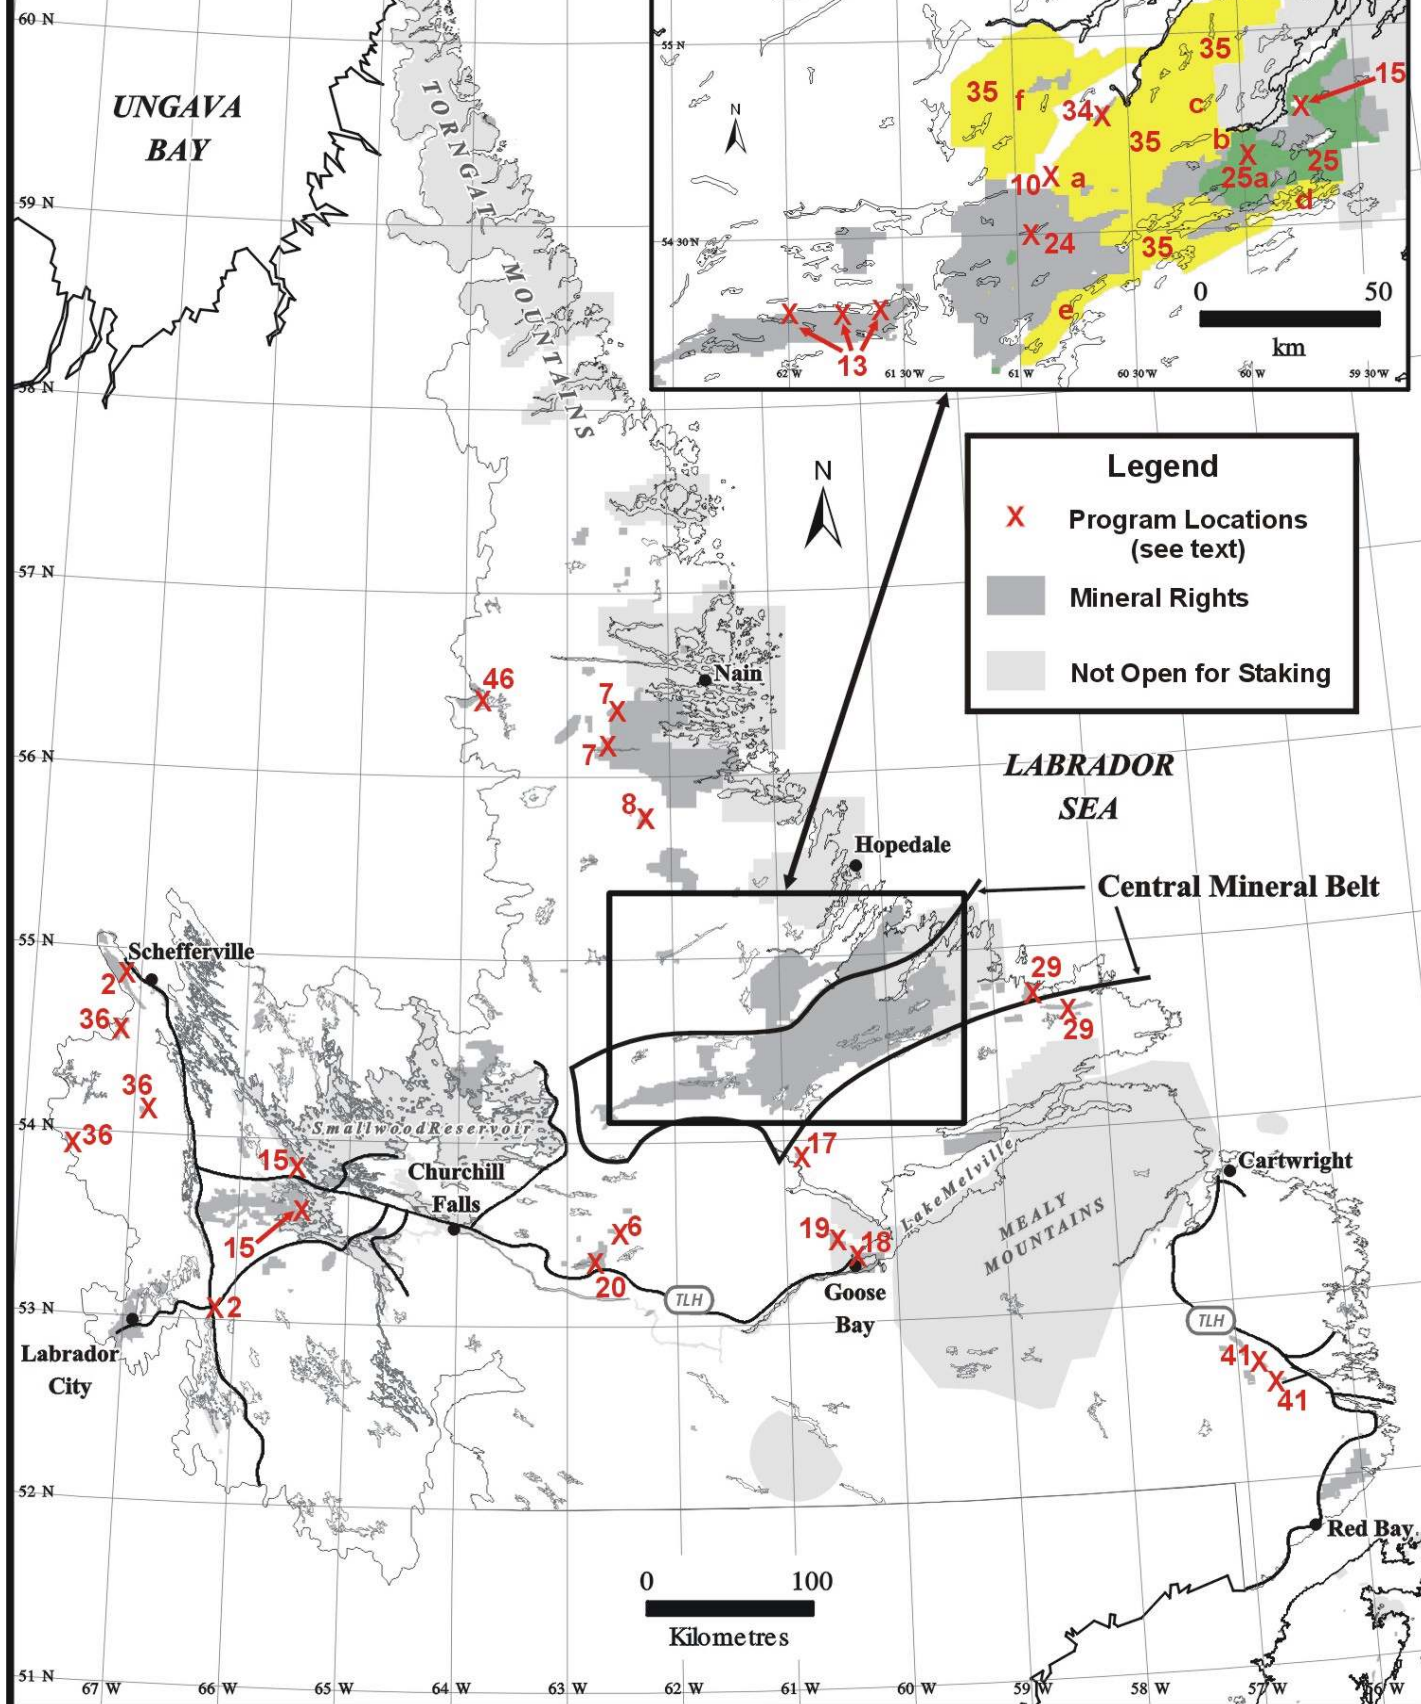 60 N
UNGAVA
BAY
TORNGAT
MOUNTAINS
59 N
58 N
57 N
56 N
55 N
54 N
53 N
52 N
51 N
55 N
N
35
f
34
35
c
15
35
b
25
25a
10
a
d
54 30 N
24
35
0 50
km
e
13
62 W
61 30 W
61 W
60 30 W
60 W
59 30 W
Legend
X Program Locations
(see text)
Mineral Rights
Not Open for Staking
N
Nain
46
7
7
8
LABRADOR
SEA
Hopedale
Central Mineral Belt
Schefferville
2
36
36
36
29
29
Smallwood Reservoir
15
Churchill
Falls
15
17
Lake Melville
Cartwright
MEALY
MOUNTAINS
6
19
18
20
TLH
Goose
Bay
2
Labrador
City
TLH
41
41
Red Bay
0 100
Kilometres
67 W
66 W
65 W
64 W
63 W
62 W
61 W
60 W
59 W
58 W
57 W
56 W